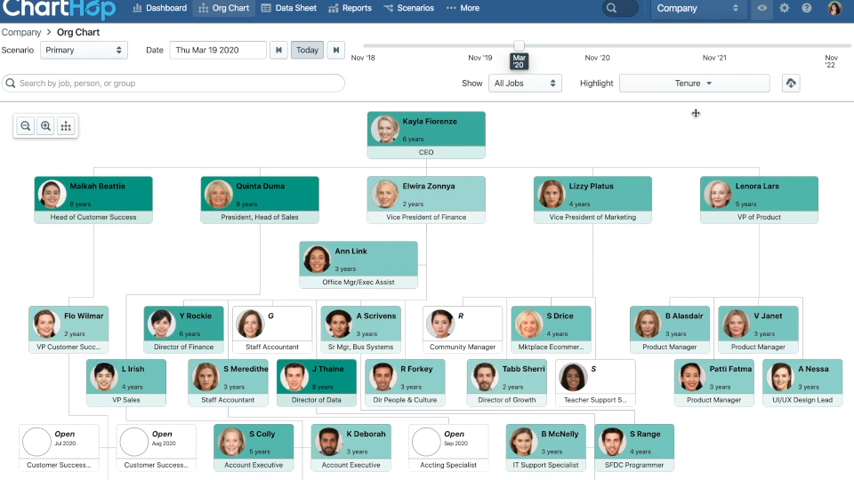 ChartHop
Dashboard
Org Chart
Data Sheet
Reports
Scenarios
More
Company
Company > Org Chart
Scenario
Primary
Date
Thu Mar 19 2020
Today
Nov '18
Nov '19
Mar '20
Nov '20
Nov '21
Nov '22
Search by job, person, or group
Show
All Jobs
Highlight
Tenure
Kayla Fiorenze
6 years
CEO
Malkah Beattie
8 years
Head of Customer Success
Quinta Duma
8 years
President, Head of Sales
Elwira Zonnya
2 years
Vice President of Finance
Lizzy Platus
4 years
Vice President of Marketing
Lenora Lars
5 years
VP of Product
Ann Link
3 years
Office Mgr/Exec Assist
Flo Wilmar
2 years
VP Customer Succ...
Y Rockie
6 years
Director of Finance
G
Staff Accountant
A Scrivens
3 years
Sr Mgr, Bus Systems
R
Community Manager
S Drice
4 years
Mktplace Ecommer...
B Alasdair
3 years
Product Manager
V Janet
3 years
Product Manager
L Irish
4 years
VP Sales
S Meredithe
3 years
Staff Accountant
J Thaine
8 years
Director of Data
R Forkey
3 years
Dir People & Culture
Tabb Sherri
2 years
Director of Growth
S
Teacher Support S...
Patti Fatma
3 years
Product Manager
A Nessa
3 years
UI/UX Design Lead
Open
Jul 2020
Customer Success...
Open
Aug 2020
Customer Success...
S Colly
5 years
Account Executive
K Deborah
3 years
Account Executive
Open
Sep 2020
Accting Specialist
B McNelly
3 years
IT Support Specialist
S Range
4 years
SFDC Programmer